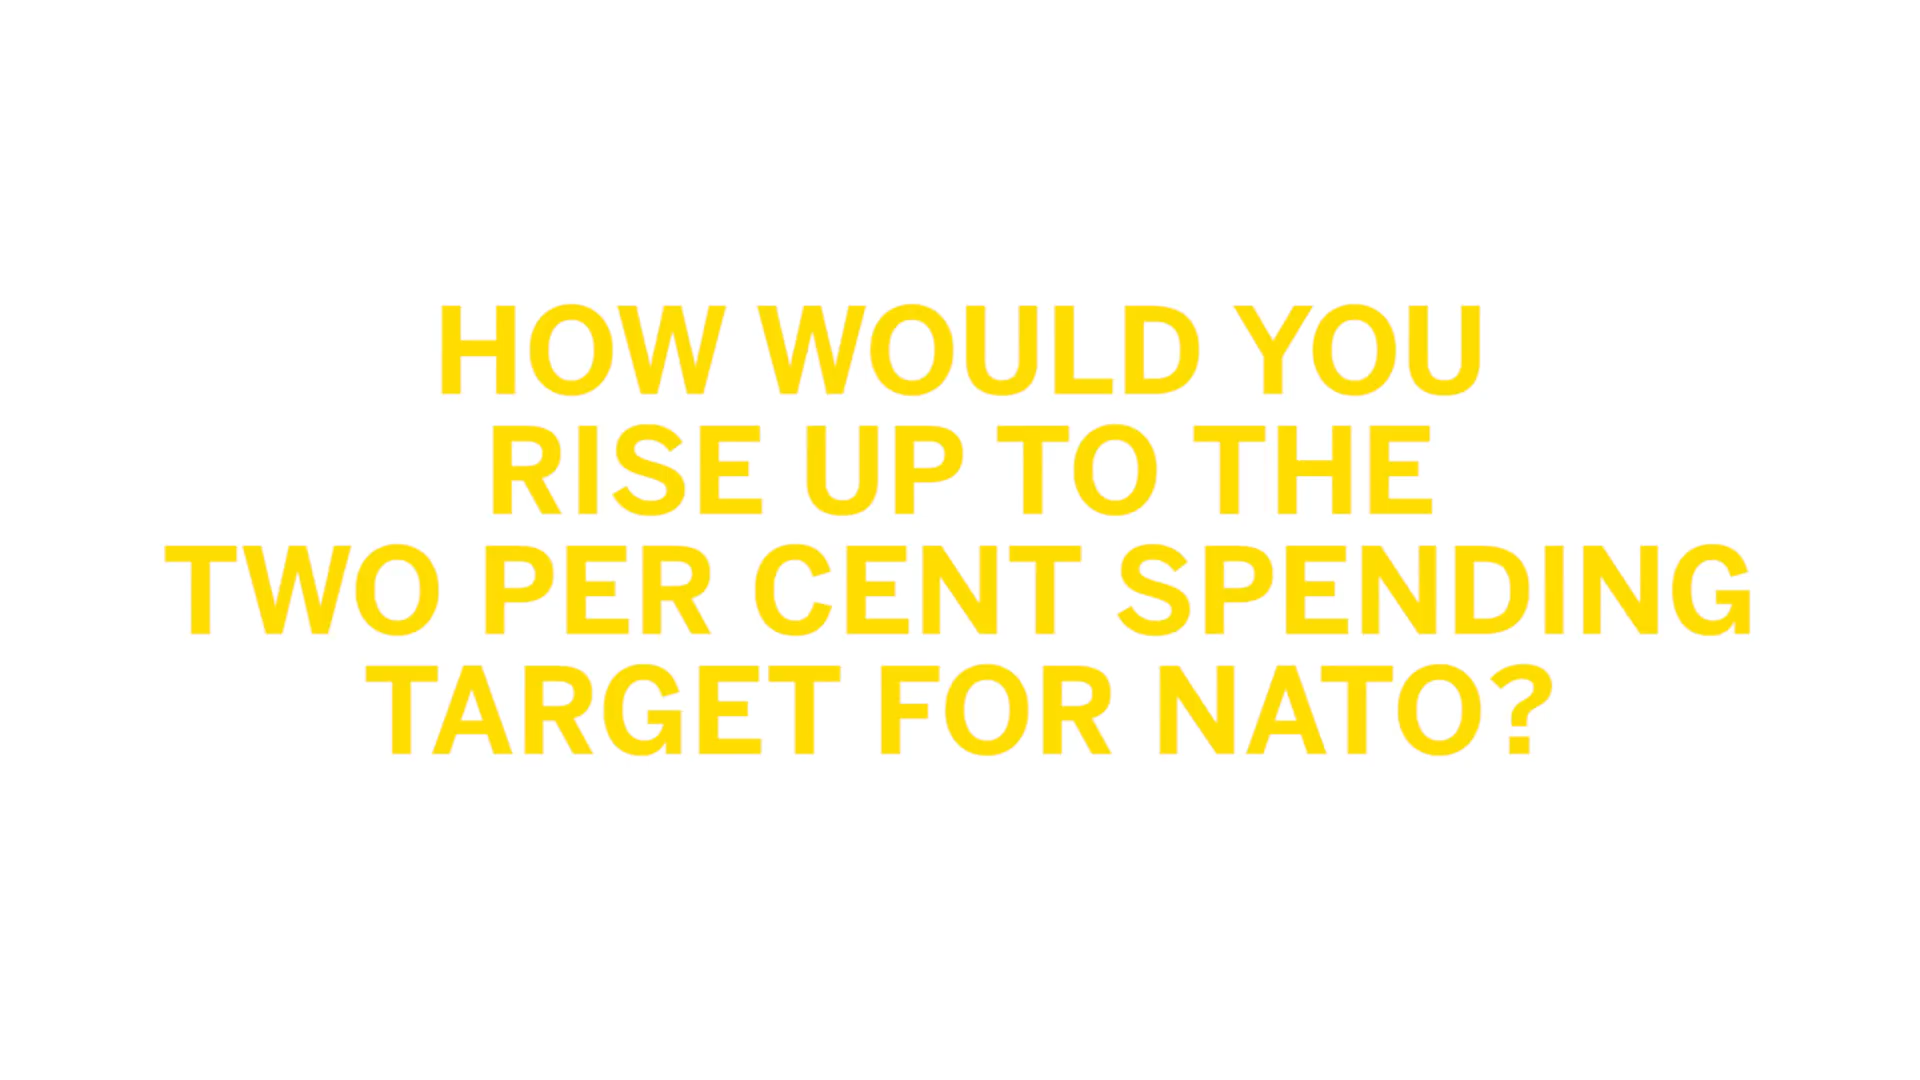 HOW WOULD YOU
RISE UP TO THE
TWO PER CENT SPENDING
TARGET FOR NATO?